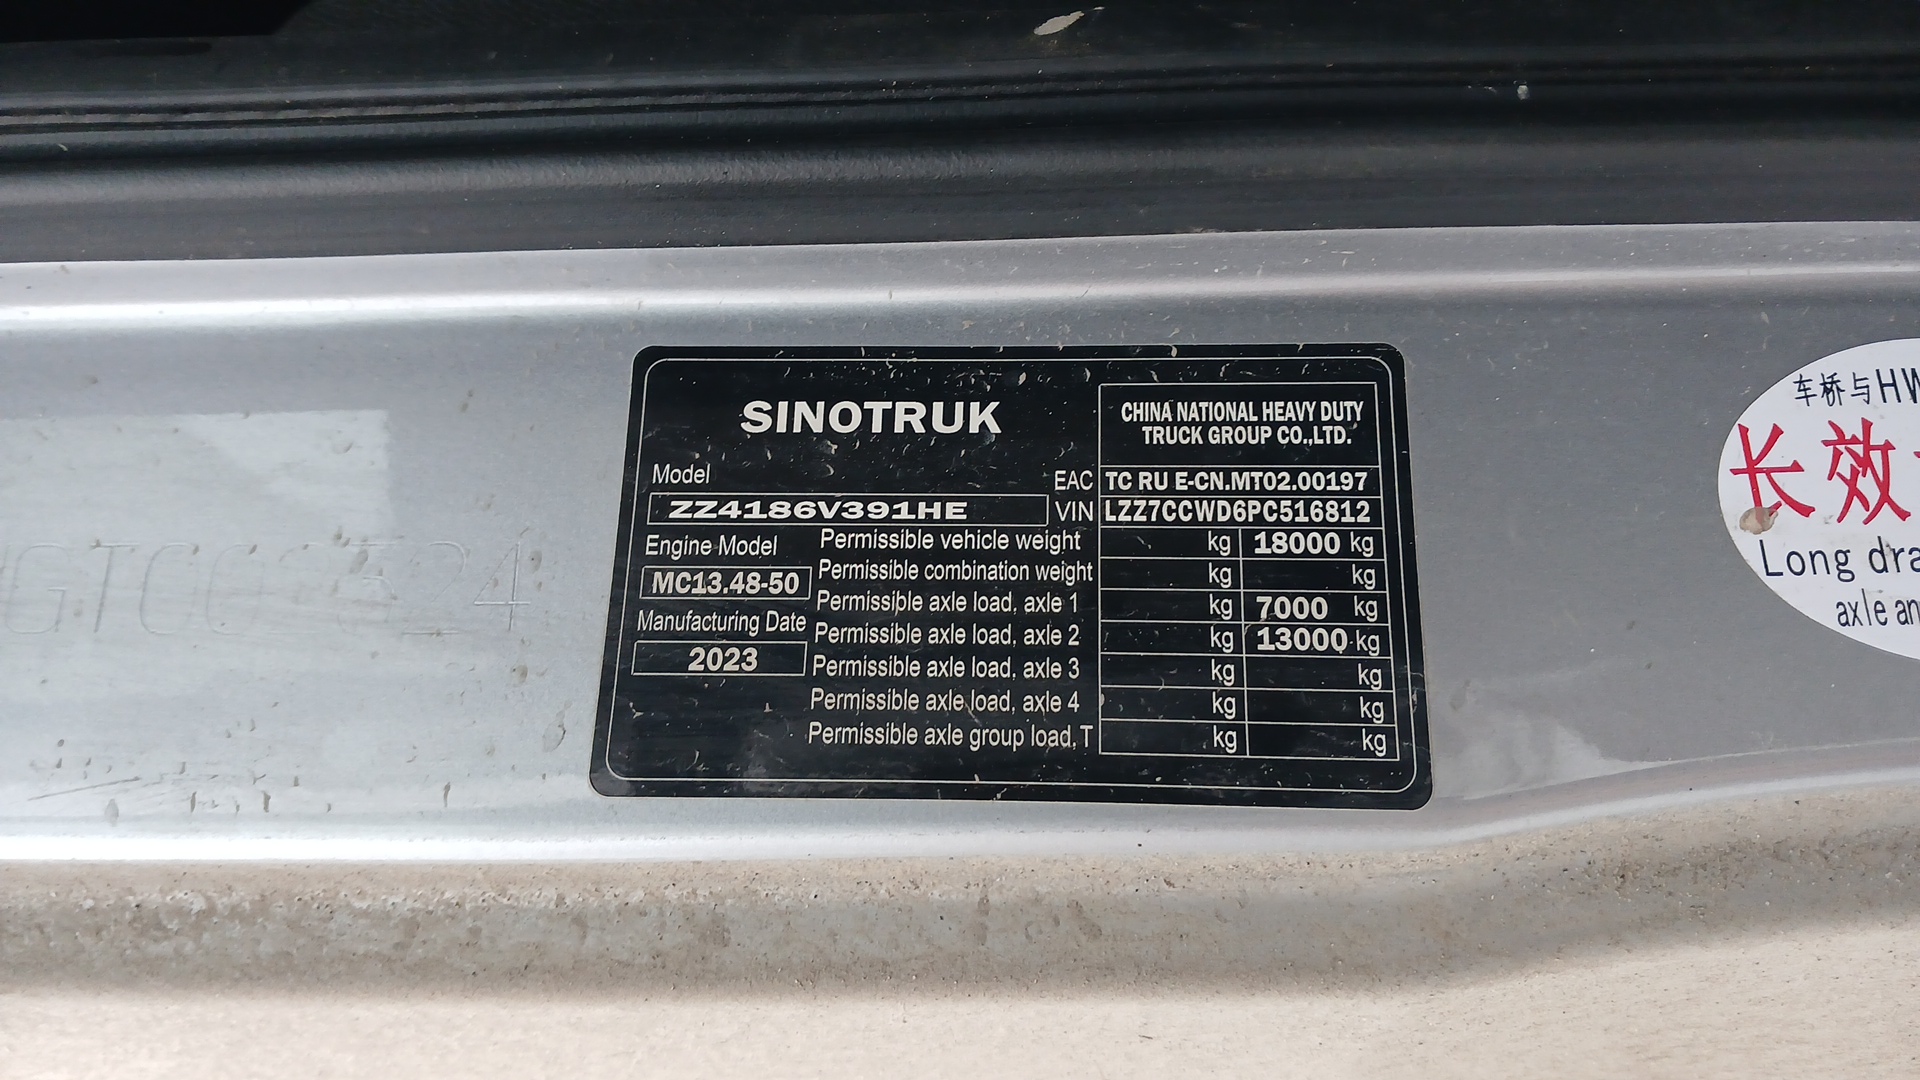 SINOTRUK
CHINA NATIONAL HEAVY DUTY
TRUCK GROUP CO.,LTD.
Model
EAC TC RU E-CN.MT02.00197
ZZ4186V391HE
VIN LZZ7CCWD6PC516812
Engine Model
MC13.48-50
Manufacturing Date
2023
Permissible vehicle weight kg 18000 kg
Permissible combination weight kg kg
Permissible axle load, axle 1 kg 7000 kg
Permissible axle load, axle 2 kg 13000 kg
Permissible axle load, axle 3 kg kg
Permissible axle load, axle 4 kg kg
Permissible axle group load, T kg kg
车桥与HW
长效
Long dra
axle an